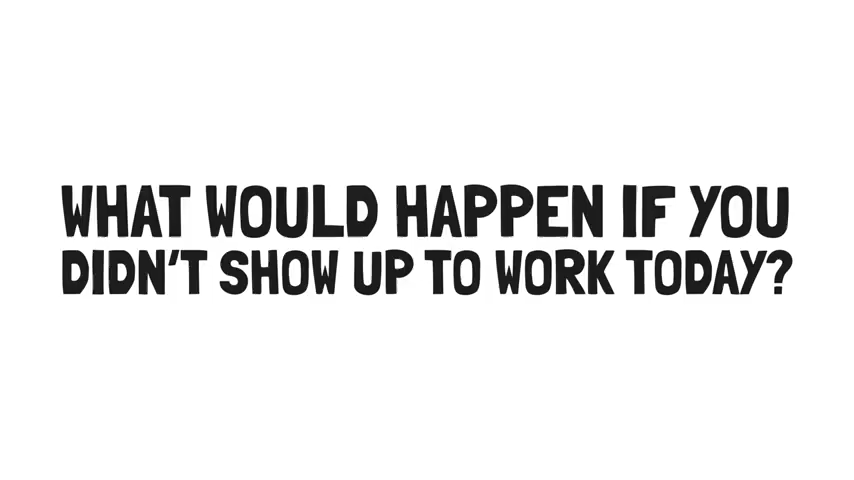 WHAT WOULD HAPPEN IF YOU
DIDN'T SHOW UP TO WORK TODAY?